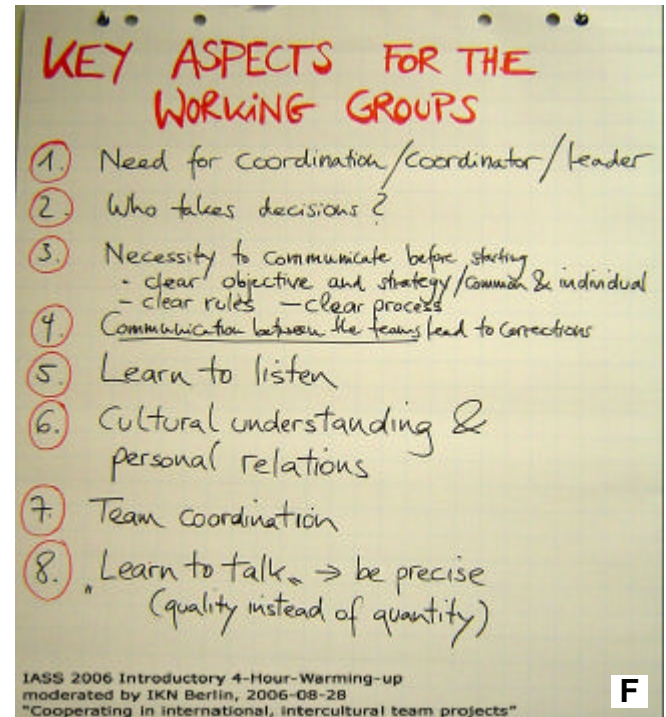 KEY ASPECTS FOR THE
WORKING GROUPS
1. Need for coordination/coordinator/leader
2. Who takes decisions?
3. Necessity to communicate before starting
- clear objective and strategy/common & individual
- clear rules - clear process
4. Communication between the teams lead to corrections
5. Learn to listen
6. Cultural understanding &
personal relations
7. Team coordination
8. "Learn to talk" → be precise
(quality instead of quantity)
IASS 2006 Introductory 4-Hour-Warming-up
moderated by IKN Berlin, 2006-08-28
"Cooperating in international, intercultural team projects"
F